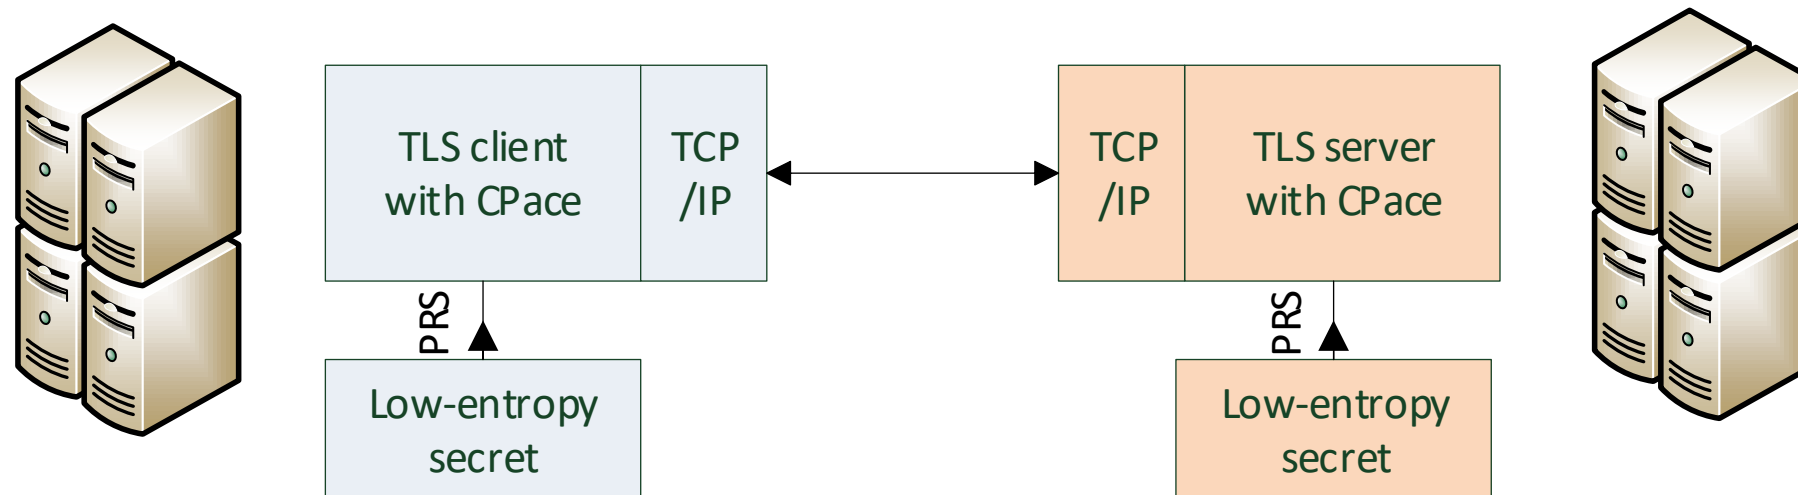 TLS client
with CPace
TCP
/IP
TCP
/IP
TLS server
with CPace
PRS
PRS
Low-entropy
secret
Low-entropy
secret